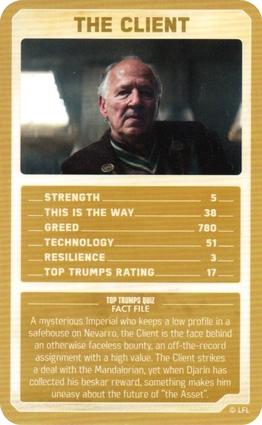 THE CLIENT
STRENGTH 5
THIS IS THE WAY 38
GREED 780
TECHNOLOGY 51
RESILIENCE 3
TOP TRUMPS RATING 17
TOP TRUMPS QUIZ
FACT FILE
A mysterious Imperial who keeps a low profile in a
safehouse on Nevarro, the Client is the face behind
an otherwise faceless bounty, an off-the-record
assignment with a high value. The Client strikes
a deal with the Mandalorian, yet when Djarin has
collected his beskar reward, something makes him
uneasy about the future of "the Asset".
© LFL